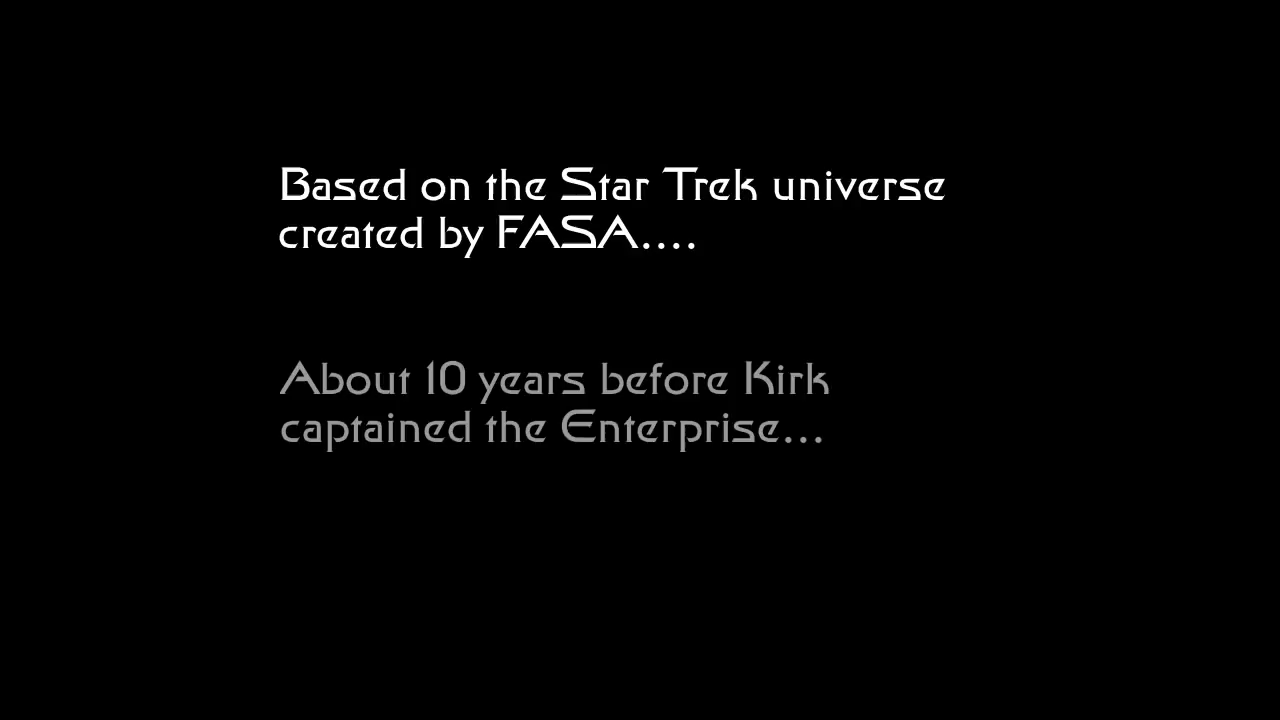 Based on the Star Trek universe
created by FASA....
About 10 years before Kirk
captained the Enterprise...